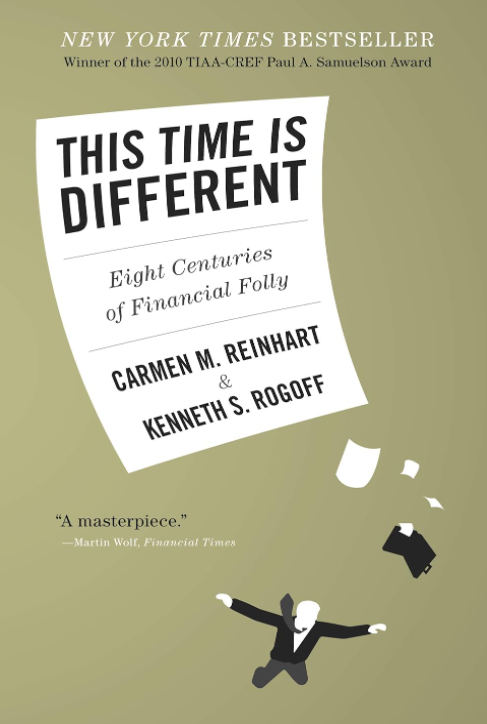 NEW YORK TIMES BESTSELLER
Winner of the 2010 TIAA-CREF Paul A. Samuelson Award
THIS TIME IS
DIFFERENT
Eight Centuries
of Financial Folly
CARMEN M. REINHART
&
KENNETH S. ROGOFF
“A masterpiece.”
—Martin Wolf, Financial Times